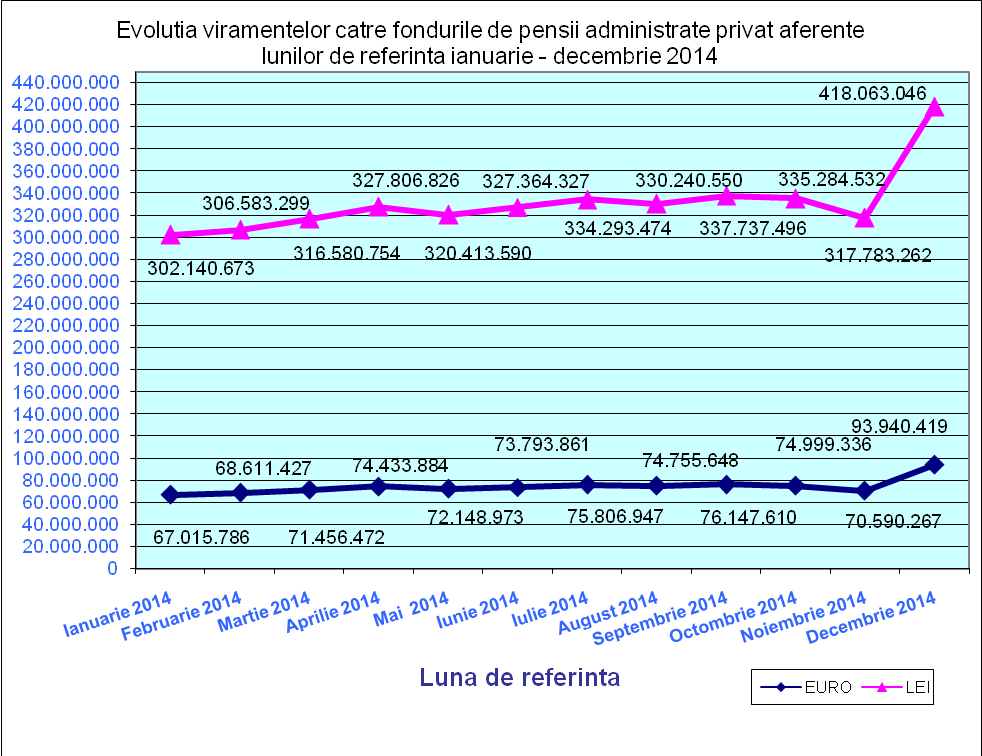 Evolutia viramentelor catre fondurile de pensii administrate privat aferente
lunilor de referinta ianuarie - decembrie 2014
440.000.000
420.000.000
400.000.000
380.000.000
360.000.000
340.000.000
320.000.000
300.000.000
280.000.000
260.000.000
240.000.000
220.000.000
200.000.000
180.000.000
160.000.000
140.000.000
120.000.000
100.000.000
80.000.000
60.000.000
40.000.000
20.000.000
0
418.063.046
327.806.826 327.364.327 330.240.550 335.284.532
306.583.299
334.293.474 337.737.496
316.580.754 320.413.590 317.783.262
302.140.673
93.940.419
73.793.861 74.999.336
68.611.427 74.433.884 74.755.648
72.148.973 75.806.947 76.147.610 70.590.267
67.015.786 71.456.472
Ianuarie 2014
Februarie 2014
Martie 2014
Aprilie 2014
Mai 2014
Iunie 2014
Iulie 2014
August 2014
Septembrie 2014
Octombrie 2014
Noiembrie 2014
Decembrie 2014
Luna de referinta
EURO LEI